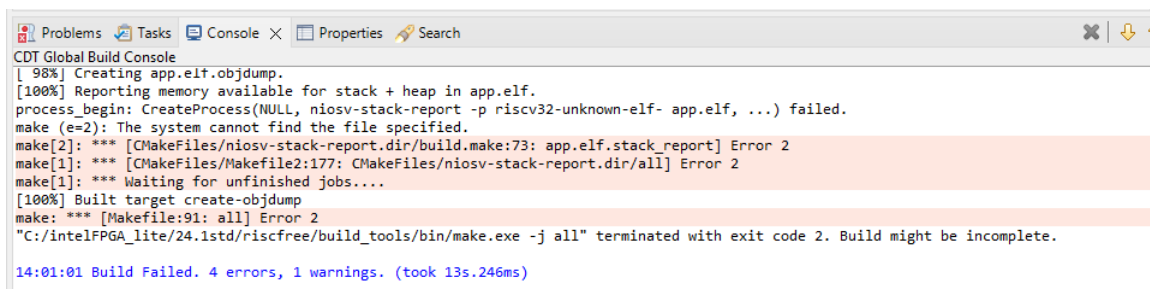 Problems Tasks Console Properties Search
CDT Global Build Console
[ 98%] Creating app.elf.objdump.
[100%] Reporting memory available for stack + heap in app.elf.
process_begin: CreateProcess(NULL, niosv-stack-report -p riscv32-unknown-elf- app.elf, ...) failed.
make (e=2): The system cannot find the file specified.
make[2]: *** [CMakeFiles/niosv-stack-report.dir/build.make:73: app.elf.stack_report] Error 2
make[1]: *** [CMakeFiles/Makefile2:177: CMakeFiles/niosv-stack-report.dir/all] Error 2
make[1]: *** Waiting for unfinished jobs....
[100%] Built target create-objdump
make: *** [Makefile:91: all] Error 2
"C:/intelFPGA_lite/24.1std/riscfree/build_tools/bin/make.exe -j all" terminated with exit code 2. Build might be incomplete.
14:01:01 Build Failed. 4 errors, 1 warnings. (took 13s.246ms)